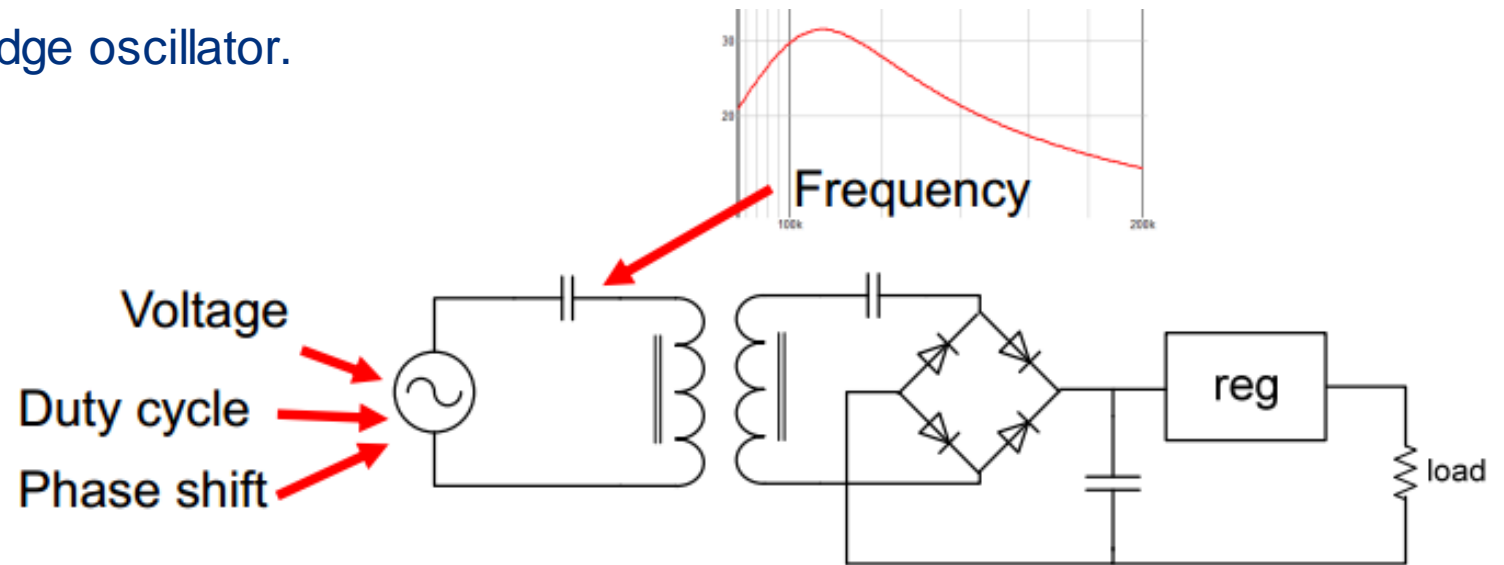 dge oscillator.
30
20
100k
200k
Frequency
Voltage
Duty cycle
Phase shift
reg
load